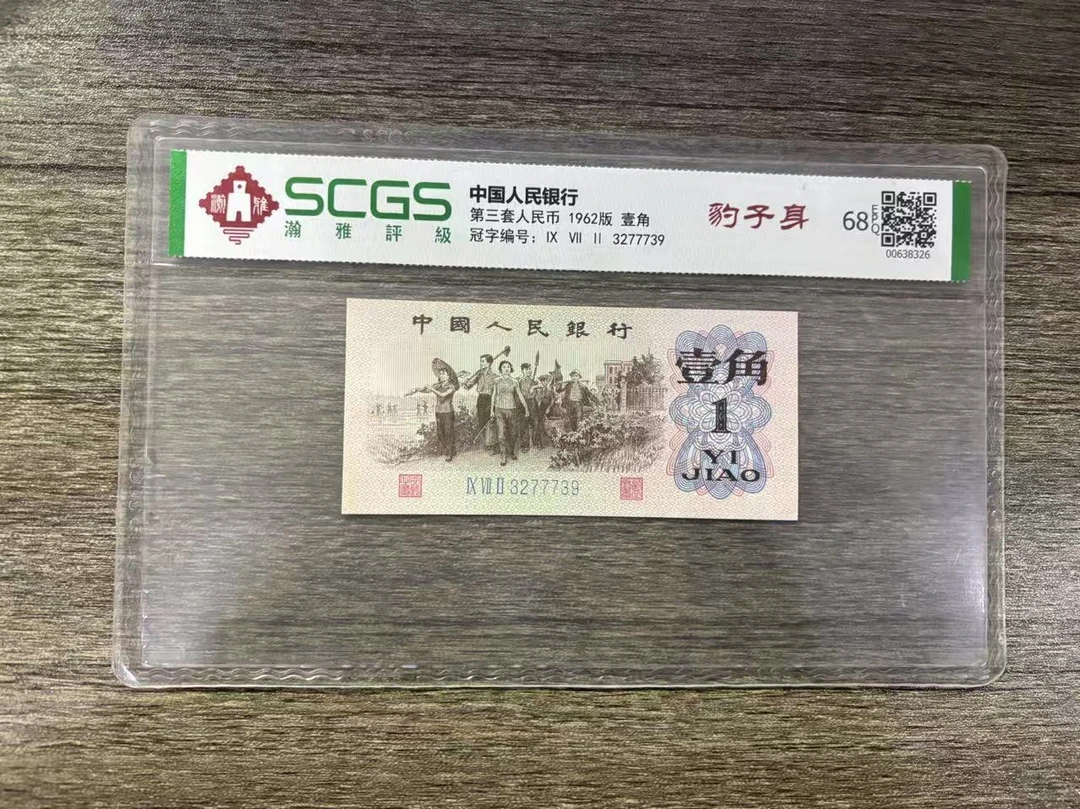 SCGS
瀚雅評級
瀚雅
中国人民银行
第三套人民币 1962版 壹角
冠字编号：IX VII II 3277739
豹子身
68
EPQ
00638326
中國人民銀行
壹角
1
YI
JIAO
IX VII II 3277739